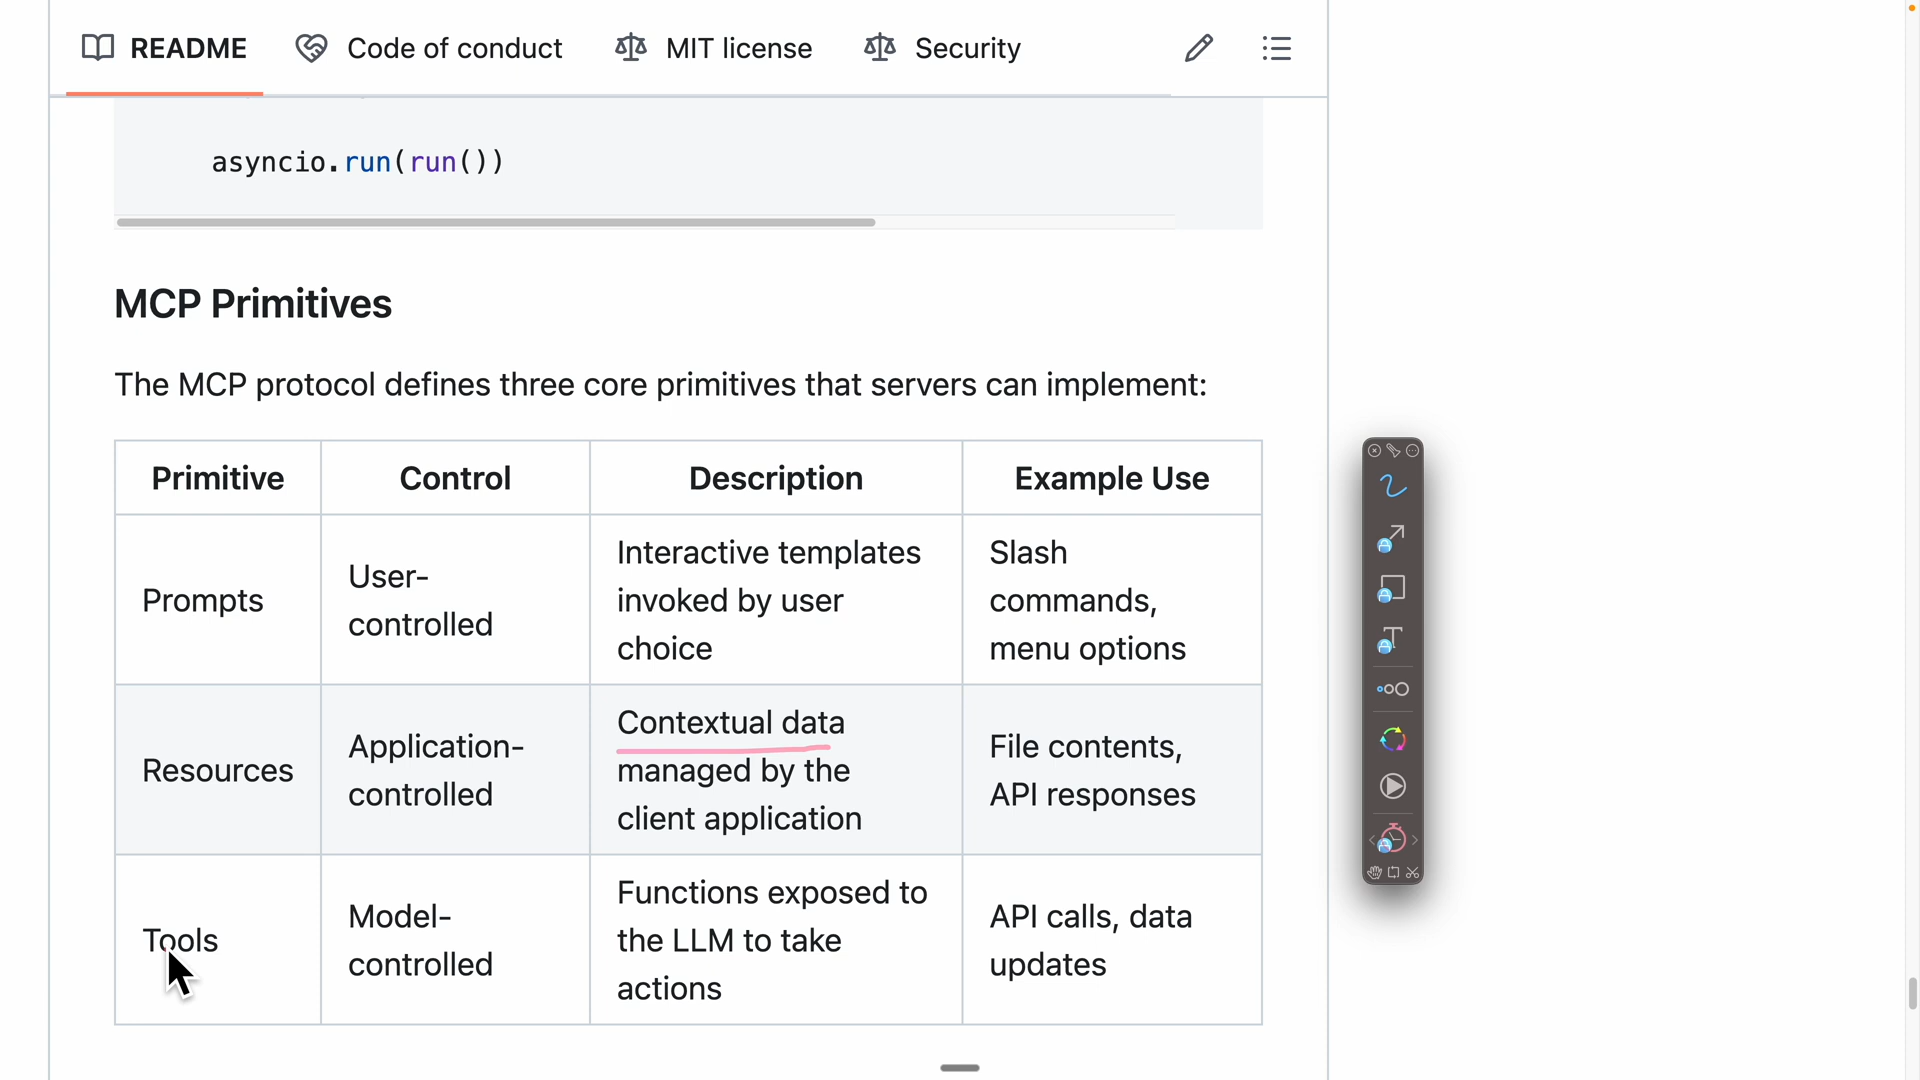 README Code of conduct MIT license Security
asyncio.run(run())
MCP Primitives
The MCP protocol defines three core primitives that servers can implement:
Primitive Control Description Example Use
Prompts
User-
controlled
Interactive templates
invoked by user
choice
Slash
commands,
menu options
Resources
Application-
controlled
Contextual data
managed by the
client application
File contents,
API responses
Tools
Model-
controlled
Functions exposed to
the LLM to take
actions
API calls, data
updates